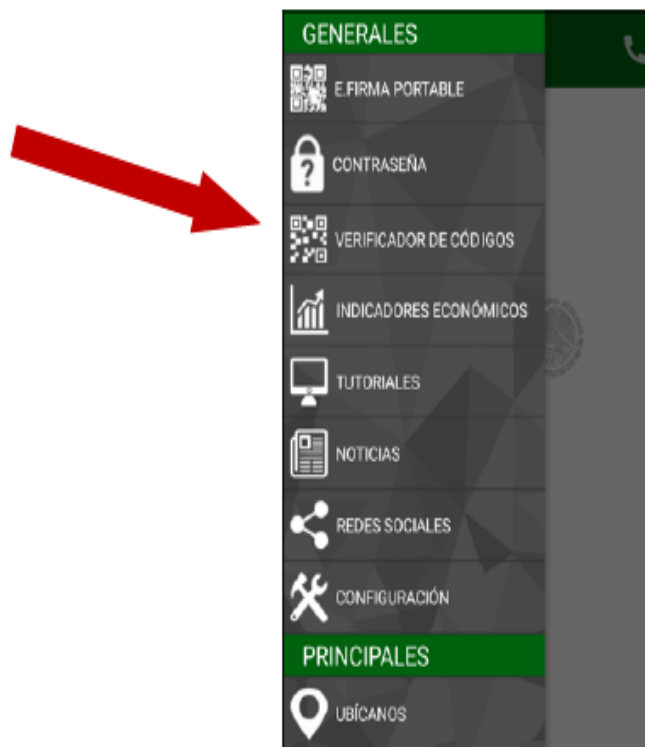 GENERALES
E.FIRMA PORTABLE
CONTRASEÑA
VERIFICADOR DE CÓDIGOS
INDICADORES ECONÓMICOS
TUTORIALES
NOTICIAS
REDES SOCIALES
CONFIGURACIÓN
PRINCIPALES
UBÍCANOS